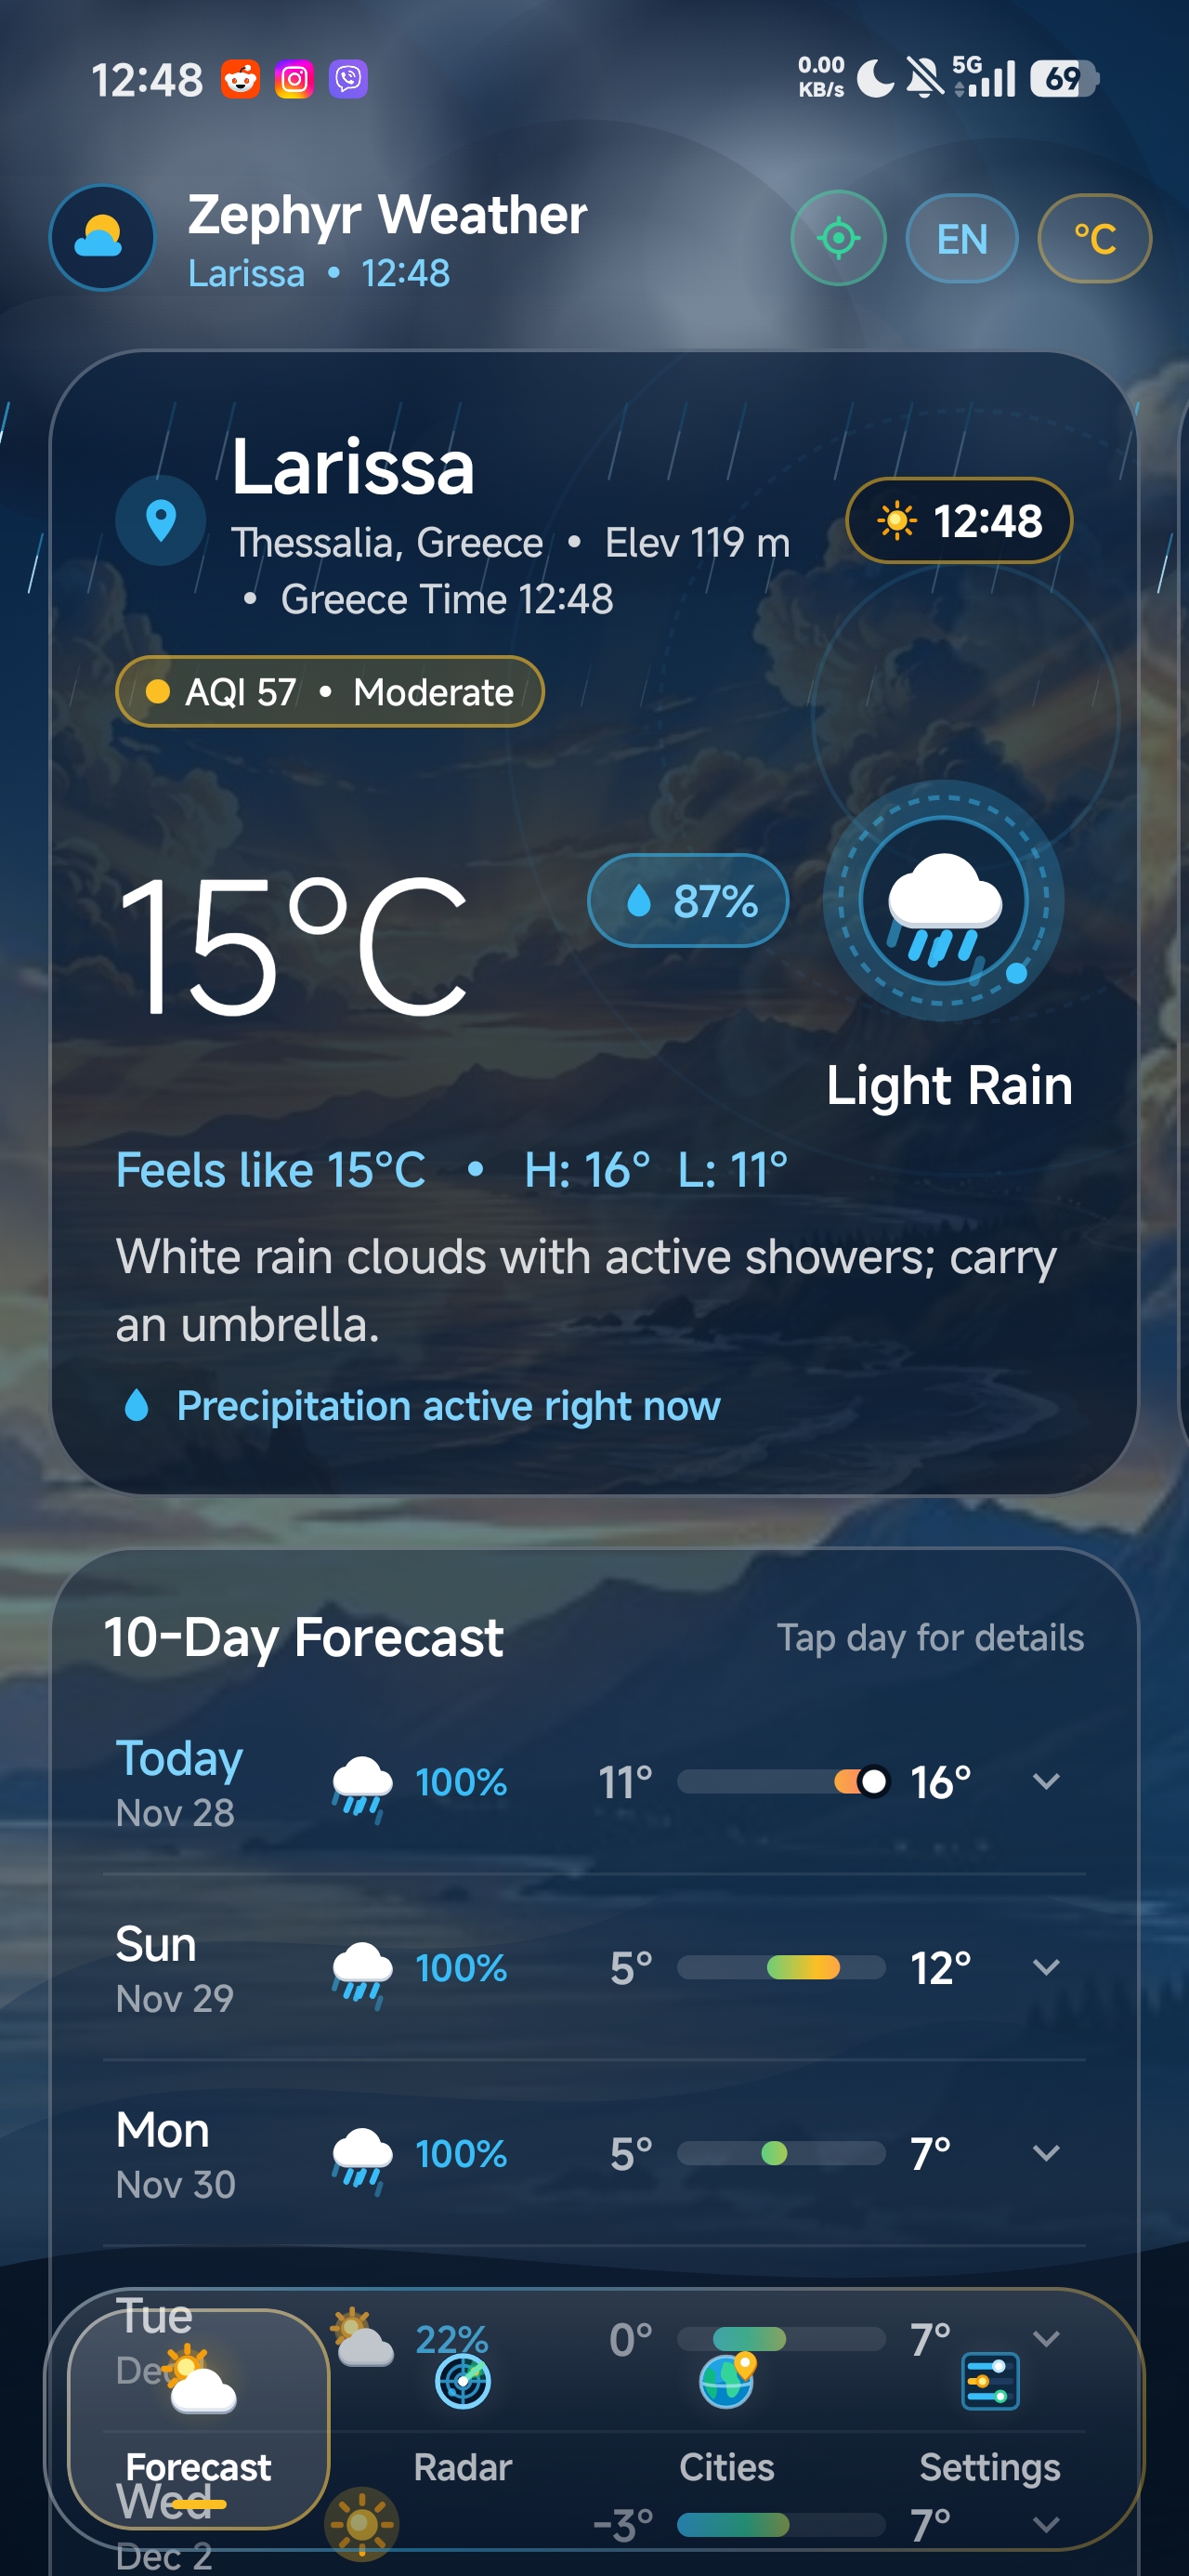 12:48
0.00 KB/s 5G 69
Zephyr Weather
Larissa • 12:48
EN
°C
Larissa
Thessalia, Greece • Elev 119 m
• Greece Time 12:48
12:48
AQI 57 • Moderate
15°C
87%
Light Rain
Feels like 15°C • H: 16° L: 11°
White rain clouds with active showers; carry
an umbrella.
Precipitation active right now
10-Day Forecast
Tap day for details
Today
Nov 28
100%
11°
16°
Sun
Nov 29
100%
5°
12°
Mon
Nov 30
100%
5°
7°
Tue
22%
0°
7°
Forecast
Radar
Cities
Settings
Wed
Dec 2
-3°
7°